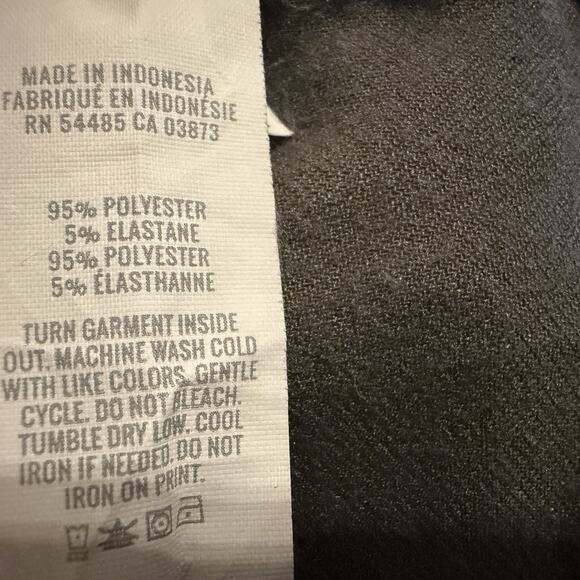 MADE IN INDONESIA
FABRIQUÉ EN INDONÉSIE
RN 54485 CA 03873
95% POLYESTER
5% ELASTANE
95% POLYESTER
5% ÉLASTHANNE
TURN GARMENT INSIDE
OUT. MACHINE WASH COLD
WITH LIKE COLORS. GENTLE
CYCLE. DO NOT BLEACH.
TUMBLE DRY LOW. COOL
IRON IF NEEDED. DO NOT
IRON ON PRINT.